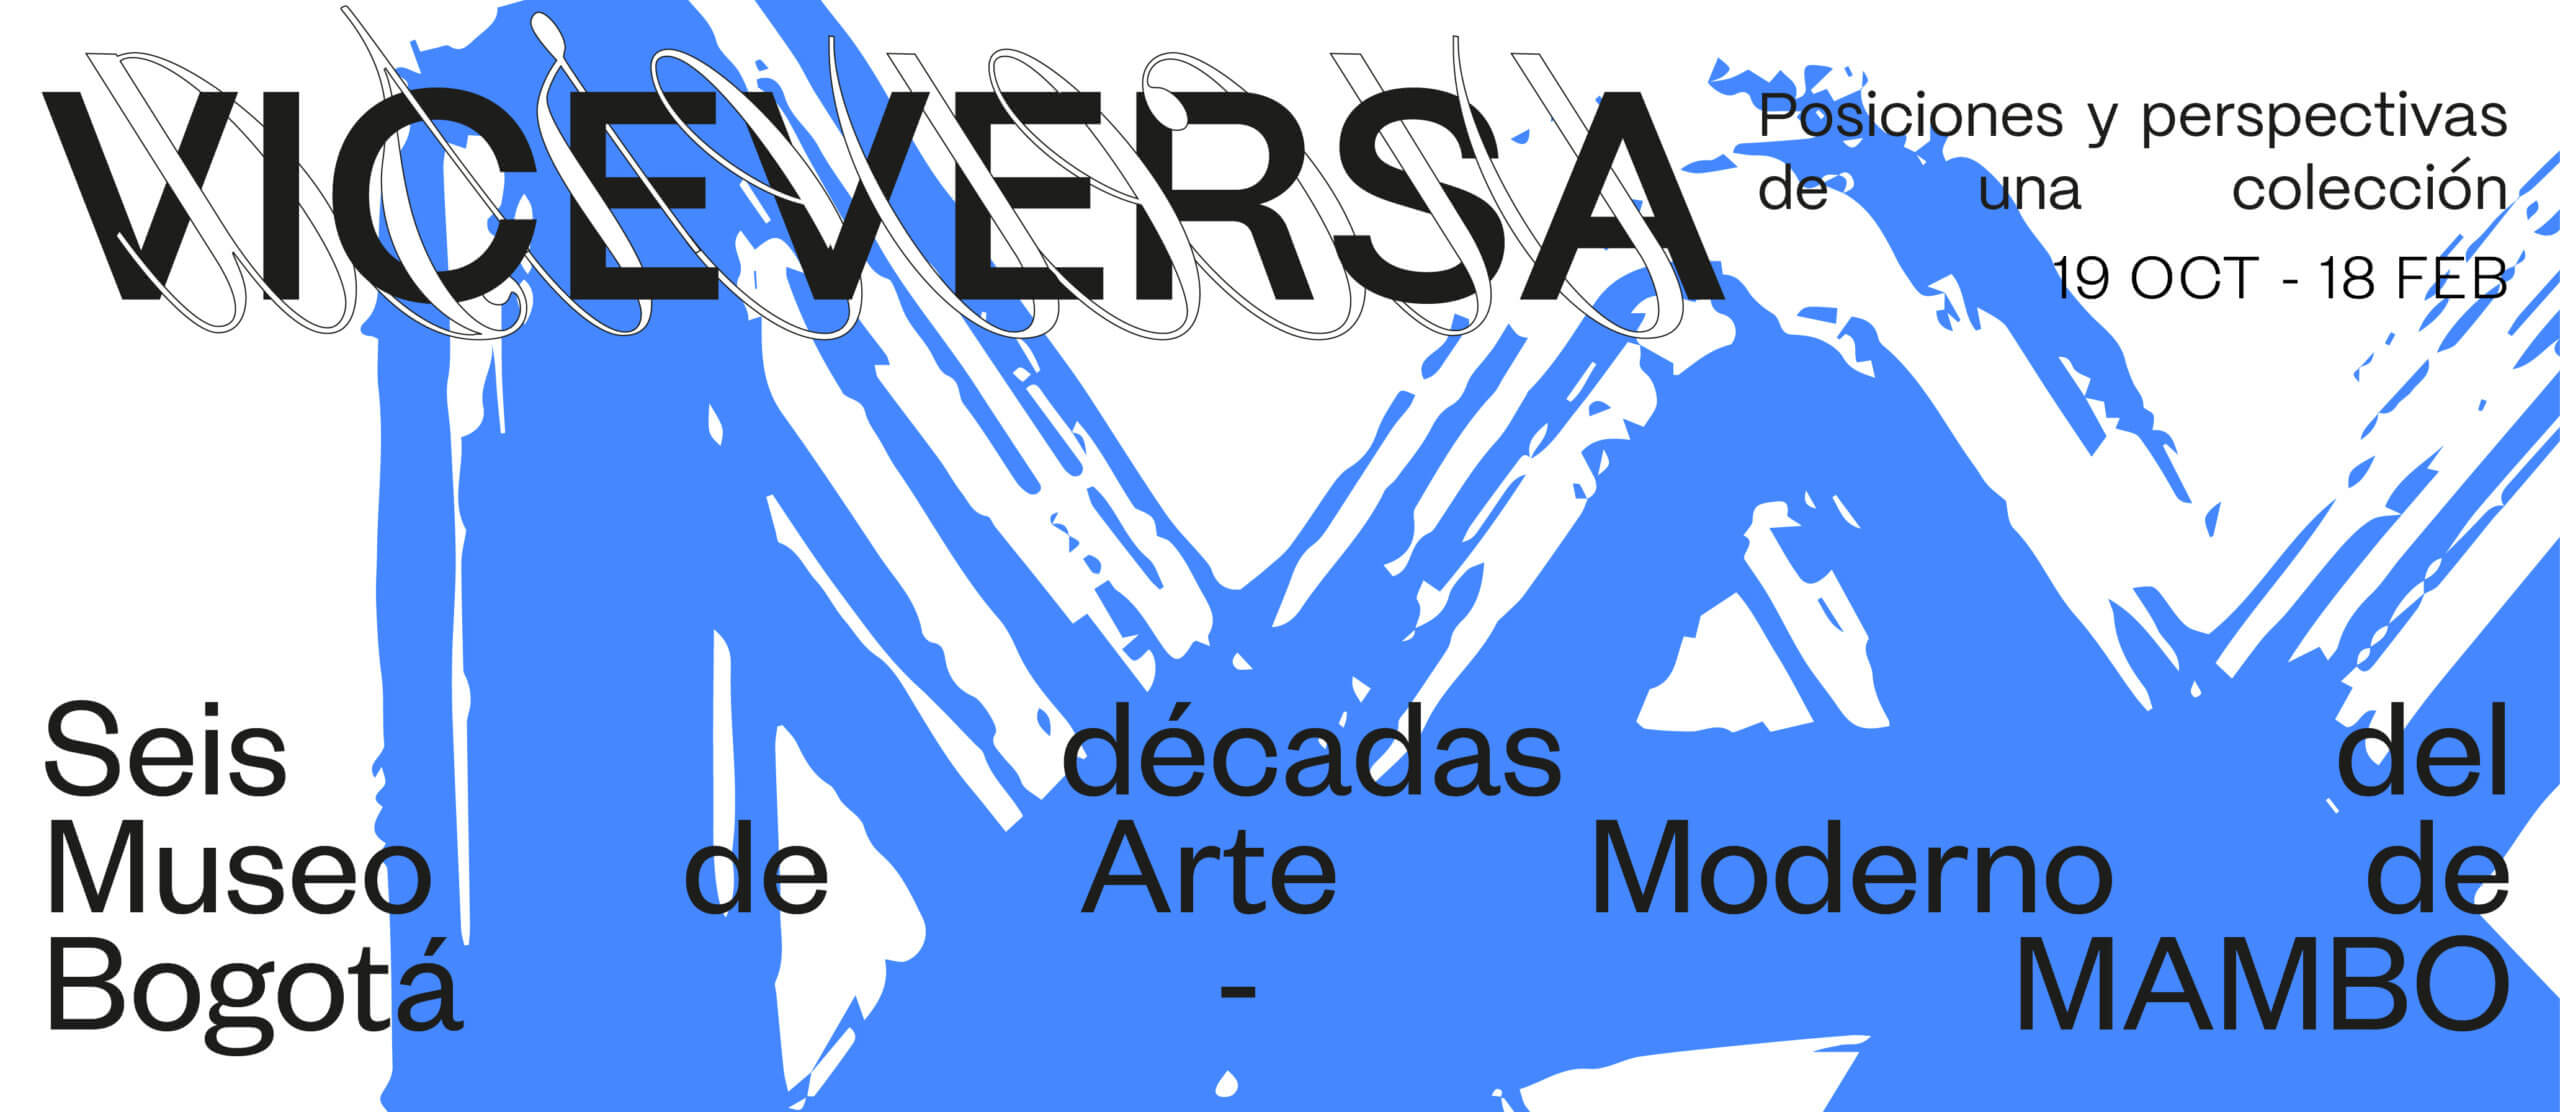 VICEVERSA
Posiciones y perspectivas
de una colección
19 OCT - 18 FEB
Seis décadas del
Museo de Arte Moderno de
Bogotá - MAMBO